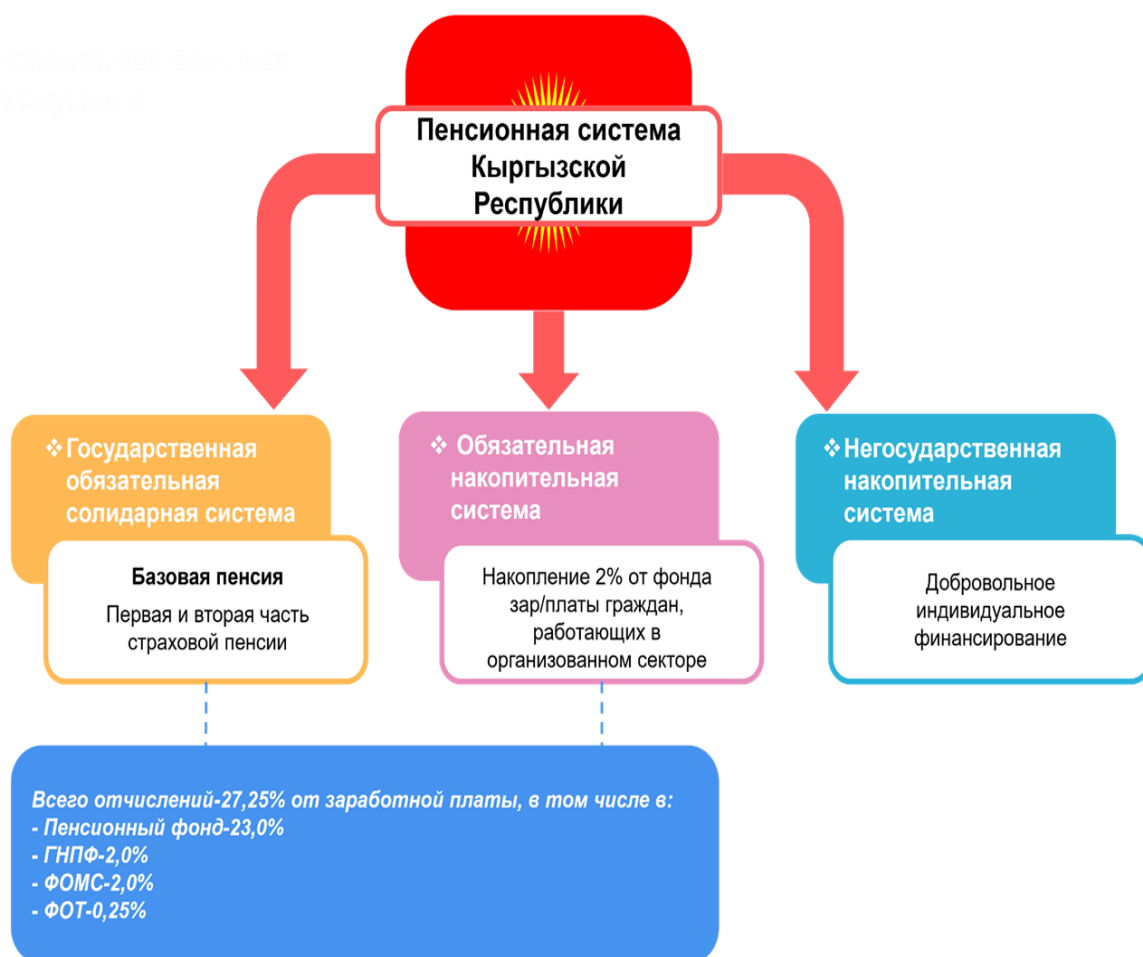 Пенсионная система
Кыргызской
Республики
❖ Государственная
обязательная
солидарная система
Базовая пенсия
Первая и вторая часть
страховой пенсии
❖ Обязательная
накопительная
система
Накопление 2% от фонда
зар/платы граждан,
работающих в
организованном секторе
❖ Негосударственная
накопительная
система
Добровольное
индивидуальное
финансирование
Всего отчислений-27,25% от заработной платы, в том числе в:
- Пенсионный фонд-23,0%
- ГНПФ-2,0%
- ФОМС-2,0%
- ФОТ-0,25%